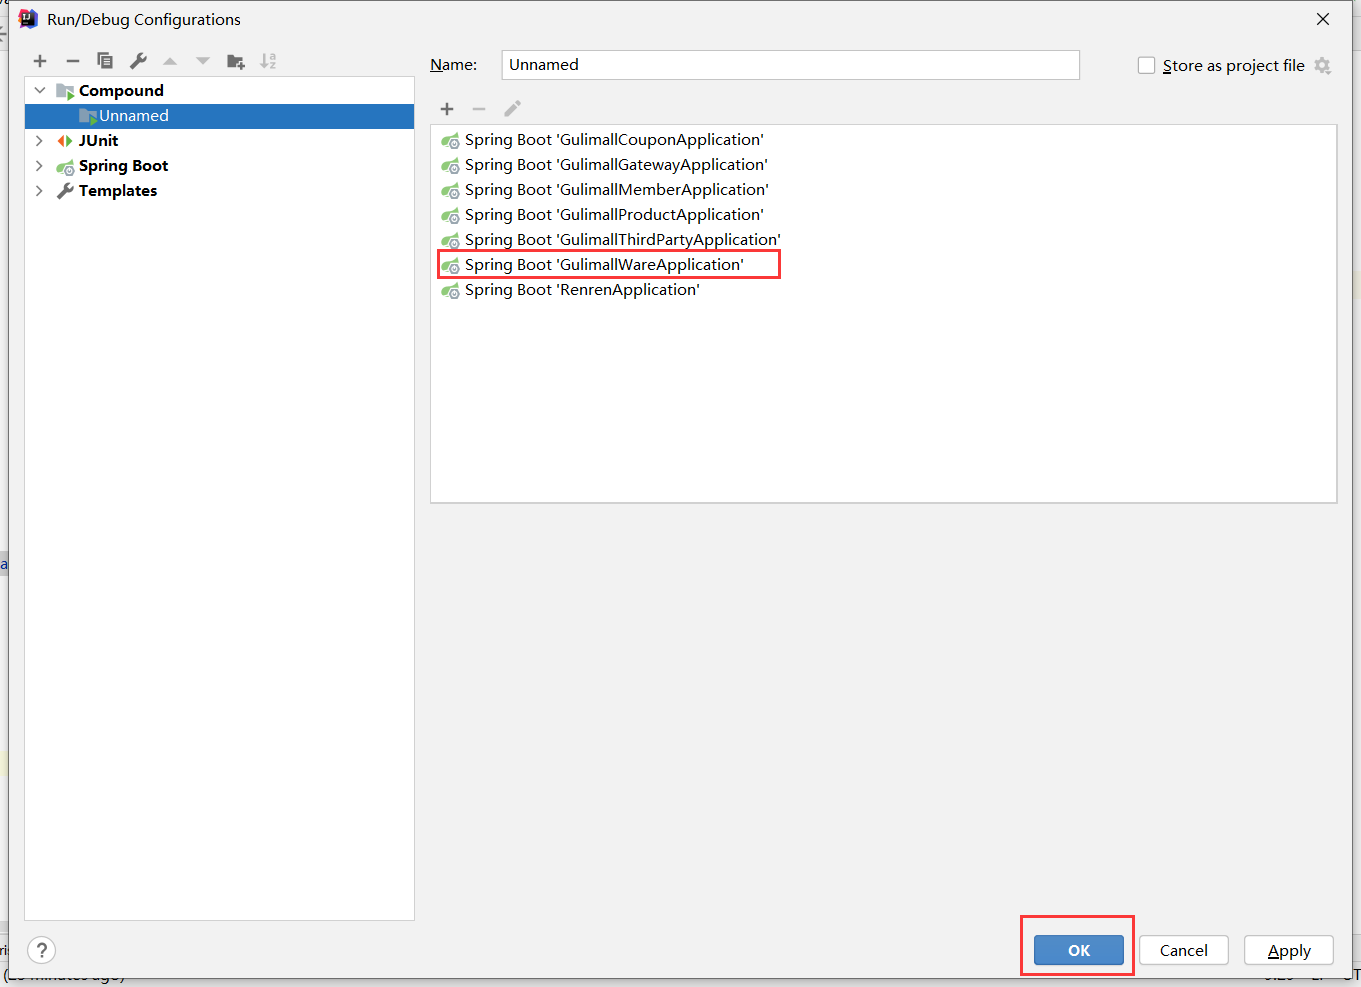 Run/Debug Configurations
Name:
Unnamed
Store as project file
Compound
Unnamed
JUnit
Spring Boot
Templates
Spring Boot 'GulimallCouponApplication'
Spring Boot 'GulimallGatewayApplication'
Spring Boot 'GulimallMemberApplication'
Spring Boot 'GulimallProductApplication'
Spring Boot 'GulimallThirdPartyApplication'
Spring Boot 'GulimallWareApplication'
Spring Boot 'RenrenApplication'
?
OK
Cancel
Apply